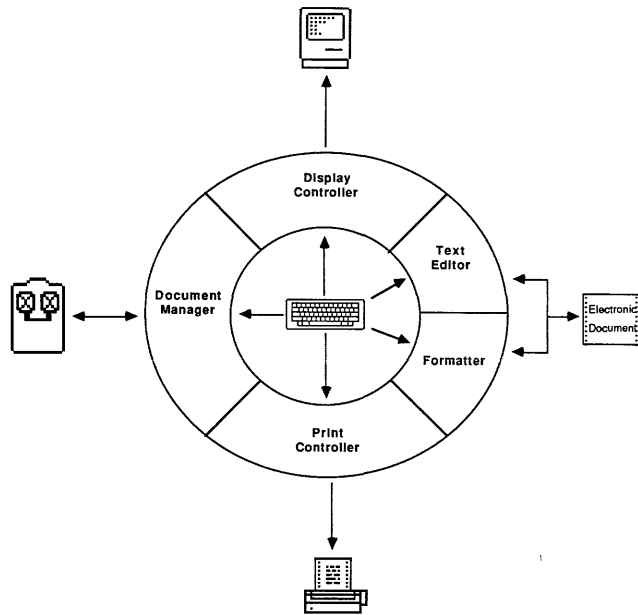 Display
Controller
Text
Editor
Document
Manager
Electronic
Document
Formatter
Print
Controller